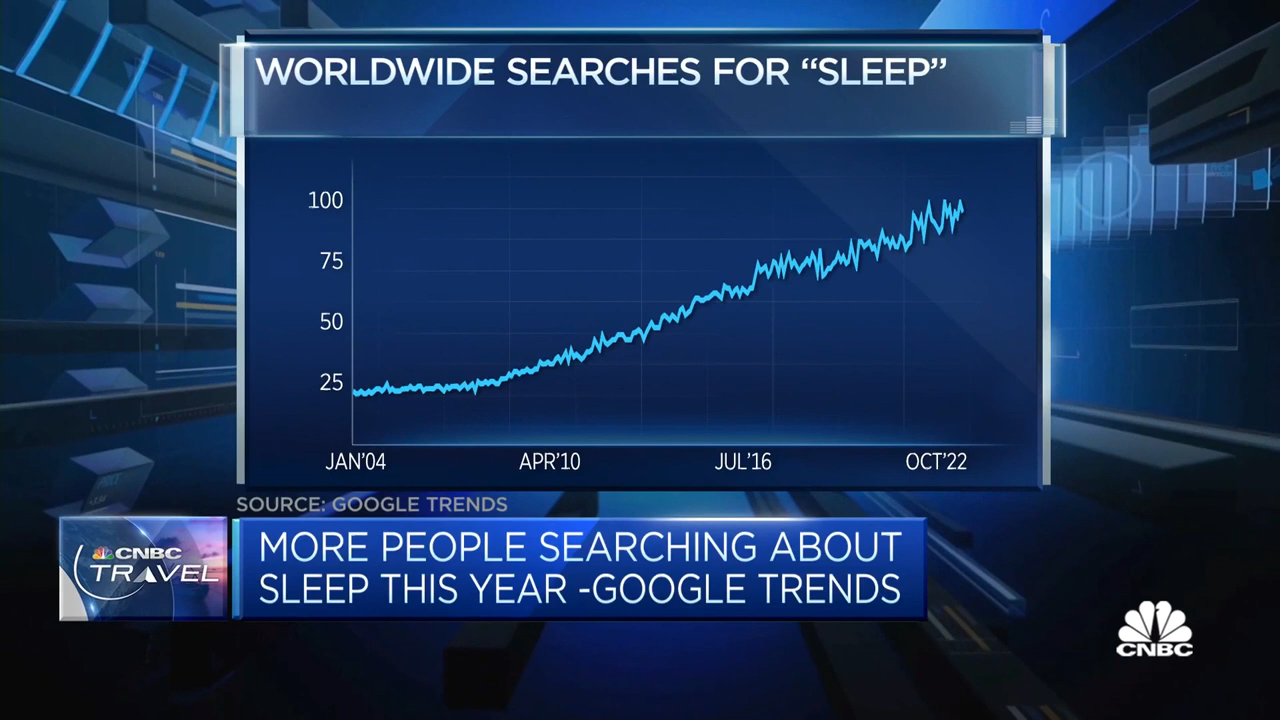 WORLDWIDE SEARCHES FOR “SLEEP”
100
75
50
25
JAN’04 APR’10 JUL’16 OCT’22
SOURCE: GOOGLE TRENDS
CNBC
TRAVEL
MORE PEOPLE SEARCHING ABOUT
SLEEP THIS YEAR -GOOGLE TRENDS
CNBC